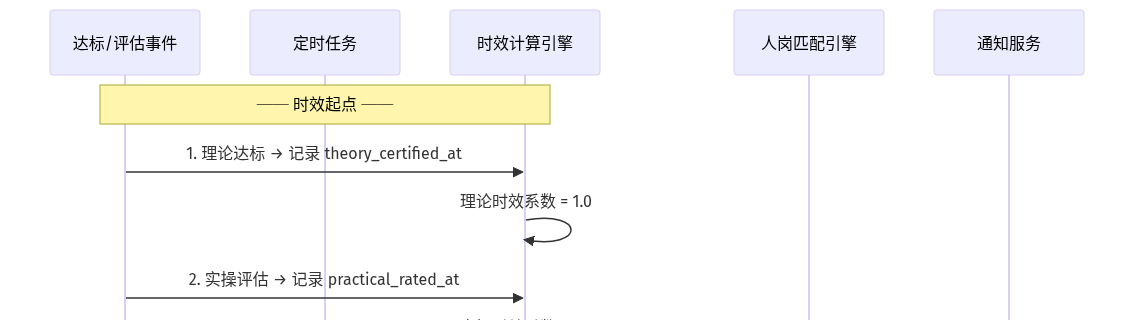 达标/评估事件
定时任务
时效计算引擎
人岗匹配引擎
通知服务
—— 时效起点 ——
1. 理论达标 → 记录 theory_certified_at
理论时效系数 = 1.0
2. 实操评估 → 记录 practical_rated_at